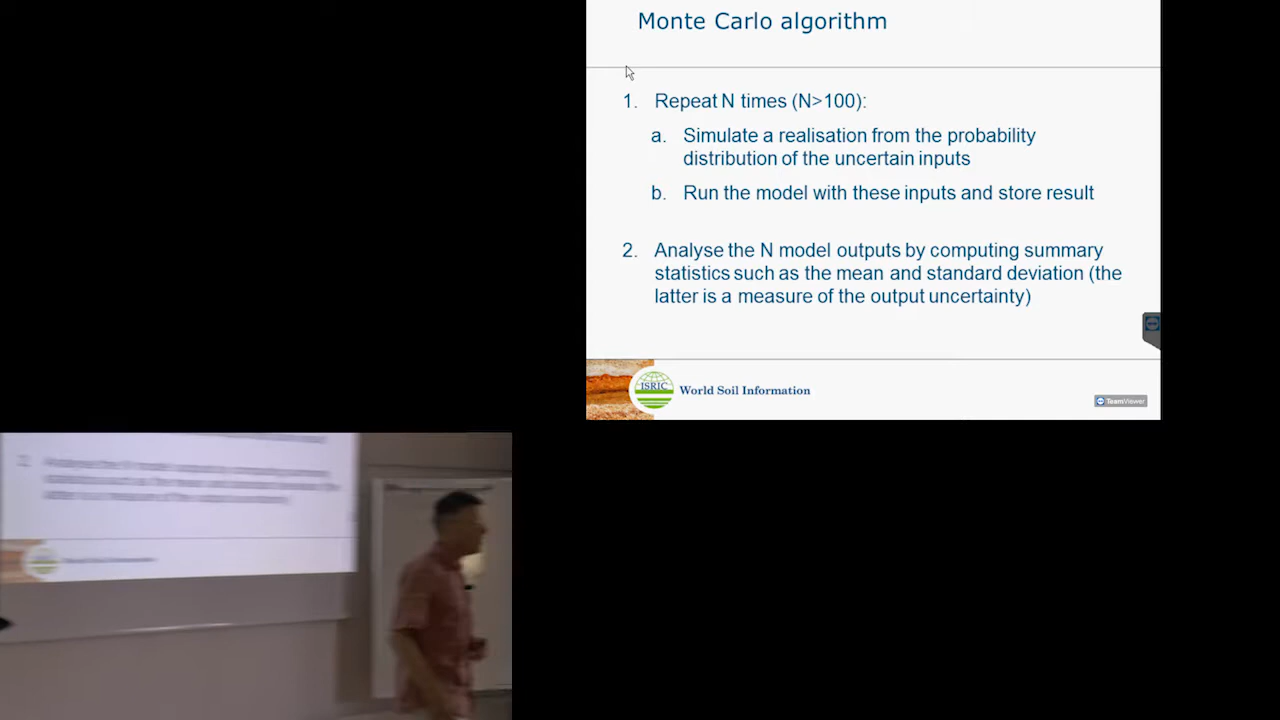 Monte Carlo algorithm
1. Repeat N times (N>100):
a. Simulate a realisation from the probability
distribution of the uncertain inputs
b. Run the model with these inputs and store result
2. Analyse the N model outputs by computing summary
statistics such as the mean and standard deviation (the
latter is a measure of the output uncertainty)
ISRIC
World Soil Information
TeamViewer